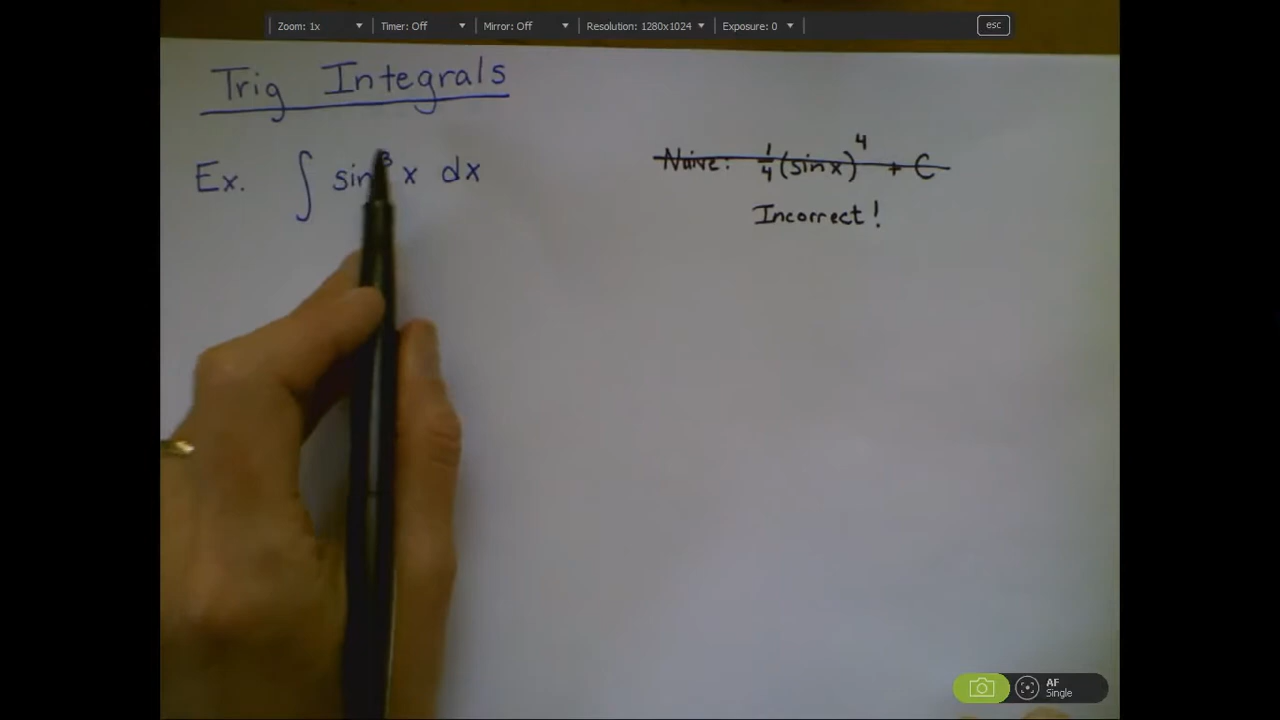 Zoom: 1x Timer: Off Mirror: Off Resolution: 1280x1024 Exposure: 0 esc
Trig Integrals
Ex. ∫ sin³ x dx
Naive: 1/4 (sin x)⁴ + C
Incorrect!
AF
Single